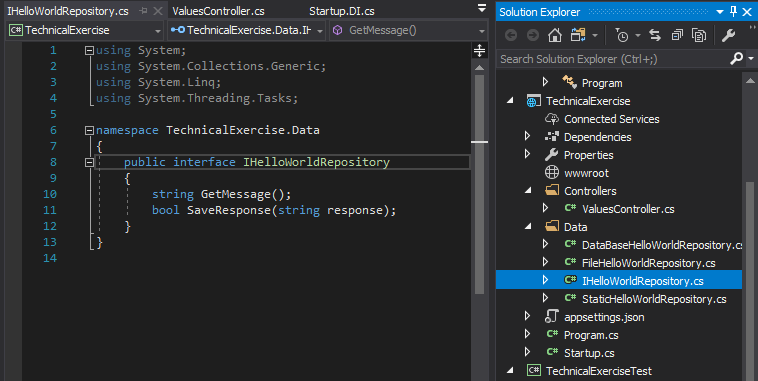 IHelloWorldRepository.cs ValuesController.cs Startup.DI.cs
TechnicalExercise TechnicalExercise.Data.IH GetMessage()
1 using System;
2 using System.Collections.Generic;
3 using System.Linq;
4 using System.Threading.Tasks;
5
6 namespace TechnicalExercise.Data
7 {
8 public interface IHelloWorldRepository
9 {
10 string GetMessage();
11 bool SaveResponse(string response);
12 }
13 }
14
Solution Explorer
Search Solution Explorer (Ctrl+;)
Program
TechnicalExercise
Connected Services
Dependencies
Properties
wwwroot
Controllers
C# ValuesController.cs
Data
C# DataBaseHelloWorldRepository.cs
C# FileHelloWorldRepository.cs
C# IHelloWorldRepository.cs
C# StaticHelloWorldRepository.cs
appsettings.json
C# Program.cs
C# Startup.cs
C# TechnicalExerciseTest